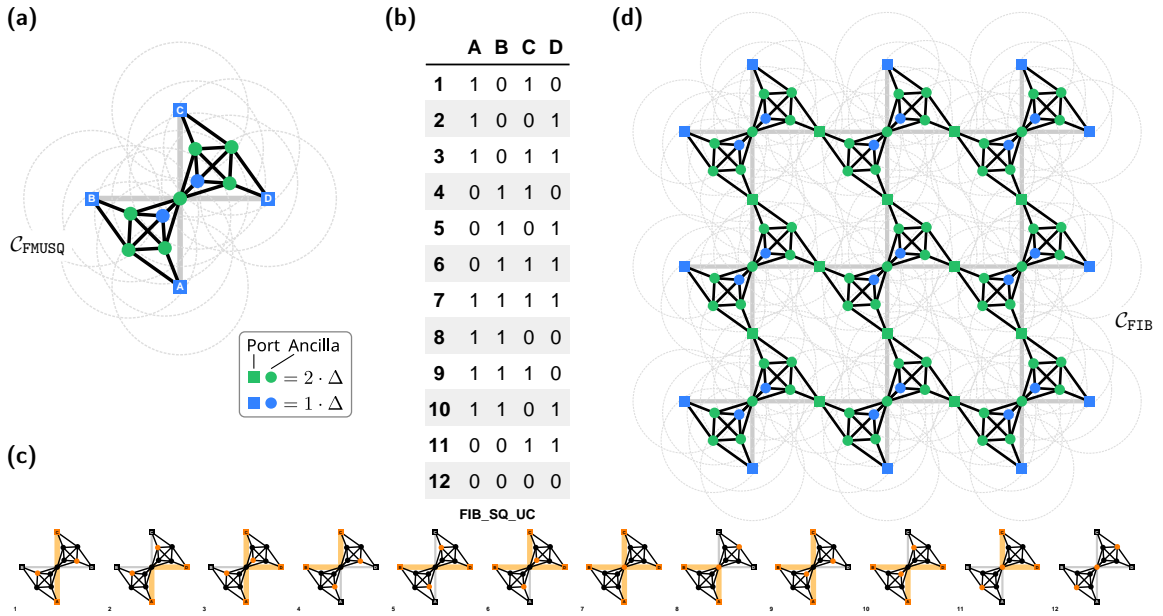 (a)
C
B
D
A
C_FMUSQ
Port Ancilla
= 2 · Δ
= 1 · Δ
(b)
A B C D
1 1 0 1 0
2 1 0 0 1
3 1 0 1 1
4 0 1 1 0
5 0 1 0 1
6 0 1 1 1
7 1 1 1 1
8 1 1 0 0
9 1 1 1 0
10 1 1 0 1
11 0 0 1 1
12 0 0 0 0
FIB_SQ_UC
(d)
C_FIB
(c)
1 2 3 4 5 6 7 8 9 10 11 12